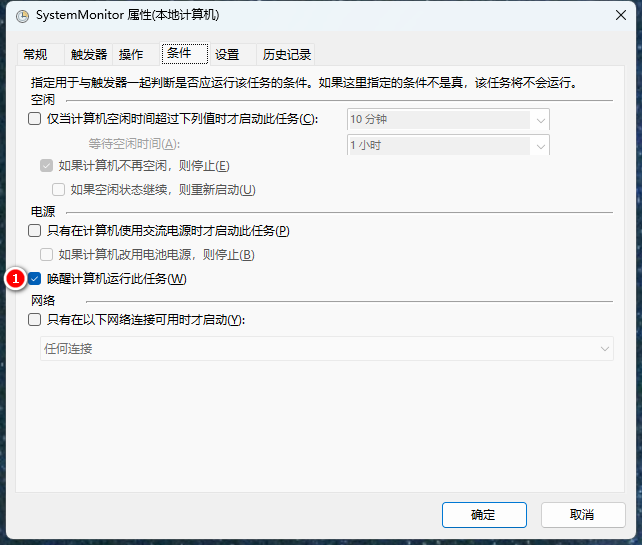 SystemMonitor 属性(本地计算机)
常规 触发器 操作 条件 设置 历史记录
指定用于与触发器一起判断是否应运行该任务的条件。如果这里指定的条件不是真，该任务将不会运行。
空闲
仅当计算机空闲时间超过下列值时才启动此任务(C): 10 分钟
等待空闲时间(A): 1 小时
如果计算机不再空闲，则停止(E)
如果空闲状态继续，则重新启动(U)
电源
只有在计算机使用交流电源时才启动此任务(P)
如果计算机改用电池电源，则停止(B)
1 唤醒计算机运行此任务(W)
网络
只有在以下网络连接可用时才启动(Y):
任何连接
确定 取消